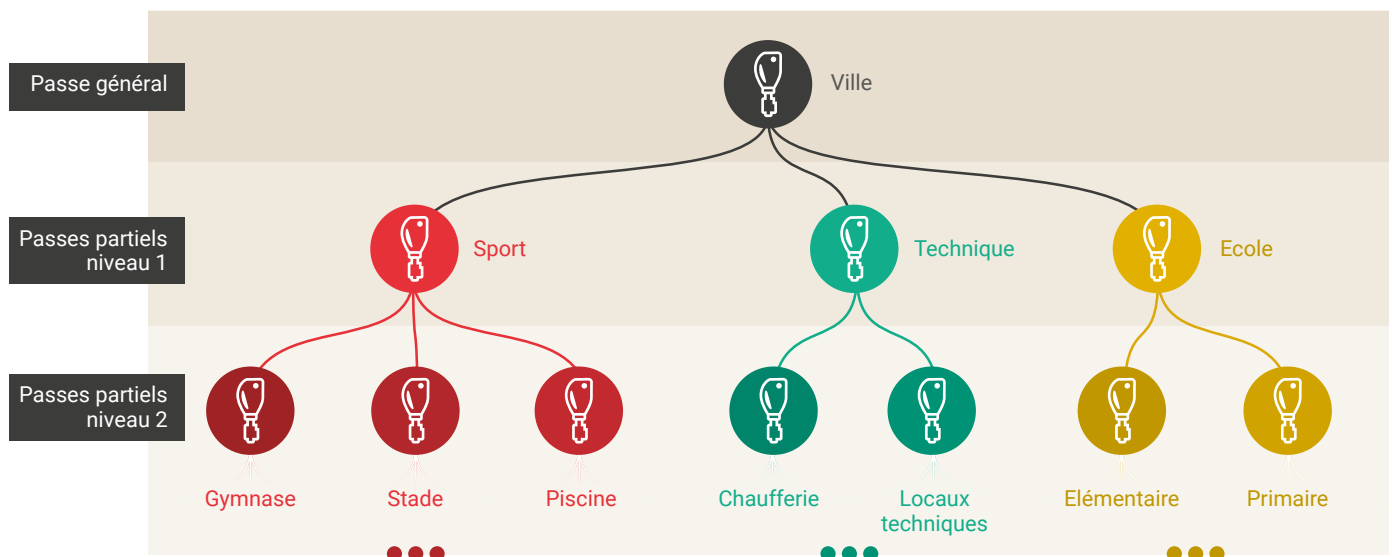 Passe général
Ville
Passes partiels
niveau 1
Sport
Technique
Ecole
Passes partiels
niveau 2
Gymnase
Stade
Piscine
Chaufferie
Locaux
techniques
Elémentaire
Primaire